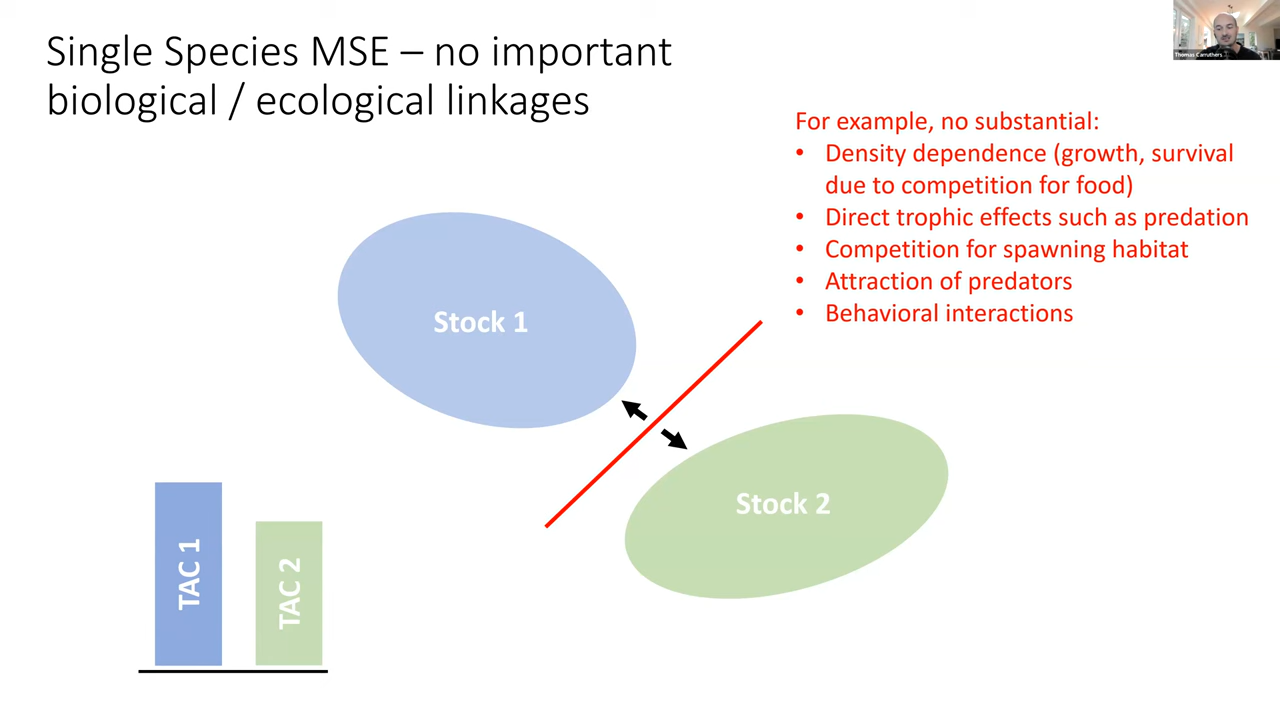 Single Species MSE – no important
biological / ecological linkages
Thomas Carruthers
For example, no substantial:
• Density dependence (growth, survival
due to competition for food)
• Direct trophic effects such as predation
• Competition for spawning habitat
• Attraction of predators
• Behavioral interactions
Stock 1
Stock 2
TAC 1
TAC 2